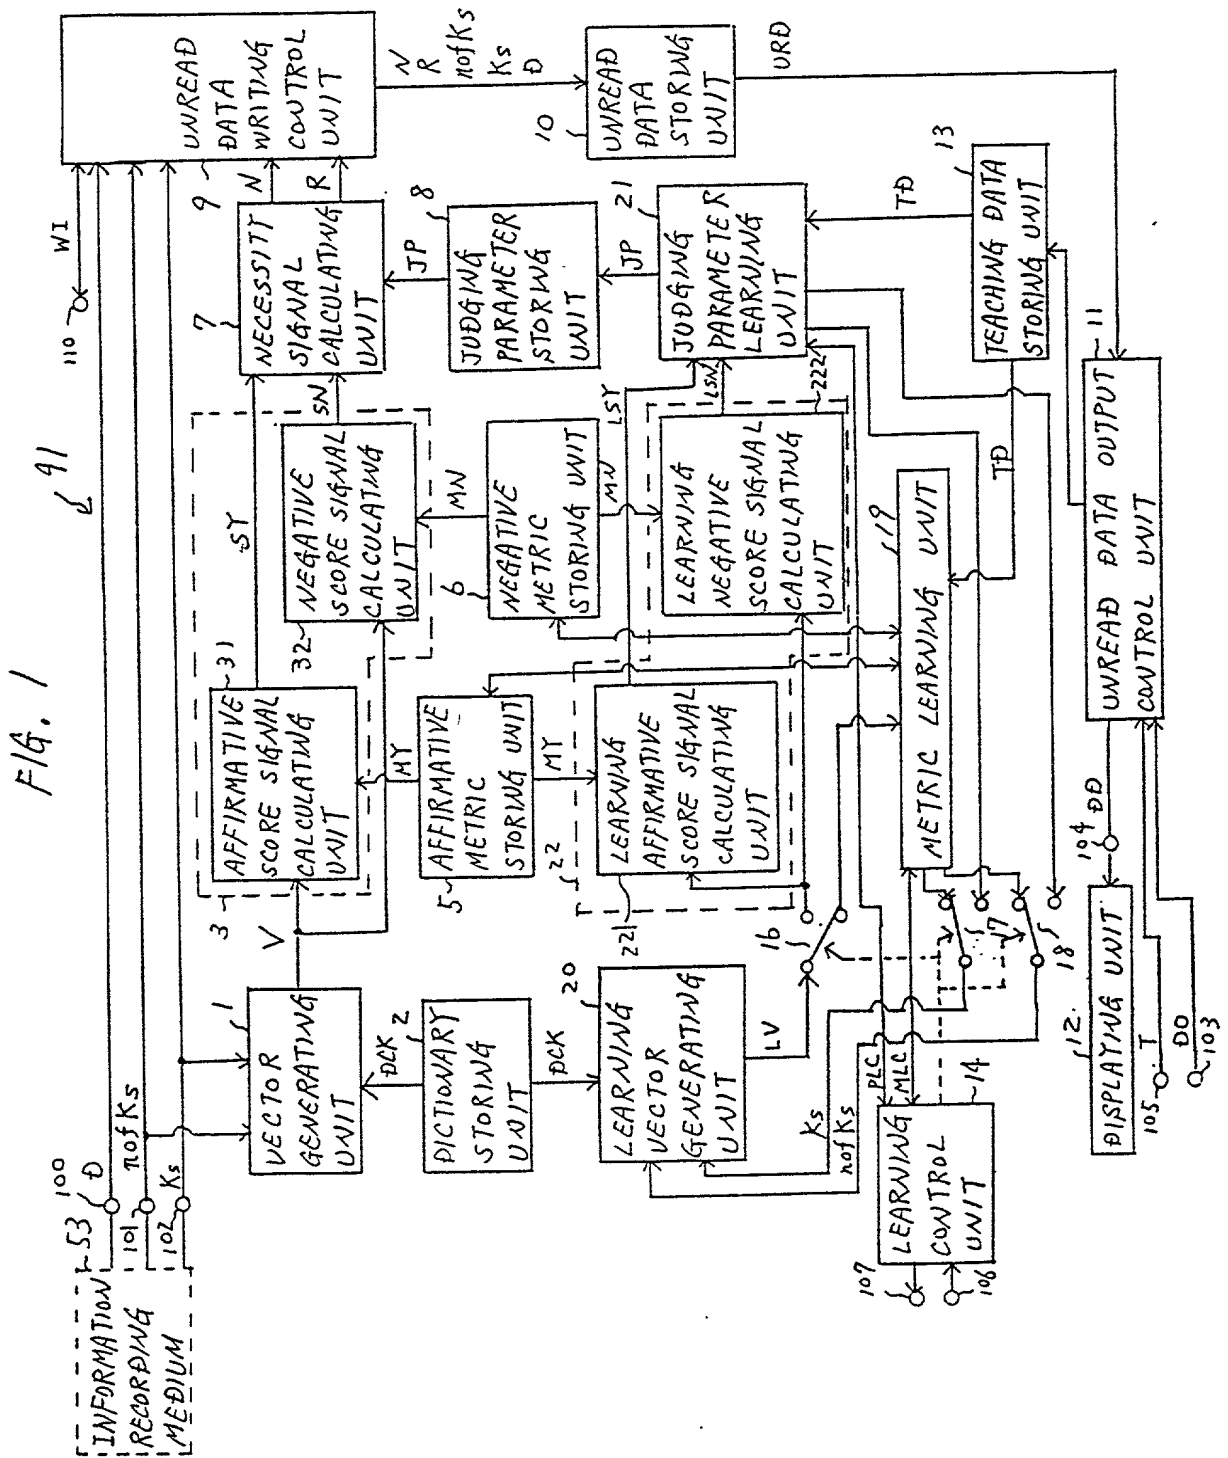 FIG. 1
91
INFORMATION
RECORDING
MEDIUM
53
100
D
101
nofKs
102
Ks
110
WI
VECTOR
GENERATING
UNIT
1
V
3
AFFIRMATIVE
SCORE SIGNAL
CALCULATING
UNIT
31
SY
NEGATIVE
SCORE SIGNAL
CALCULATING
UNIT
32
SN
NECESSITY
SIGNAL
CALCULATING
UNIT
7
N
R
UNREAD
DATA
WRITING
CONTROL
UNIT
9
DCK
MY
MN
JP
N
R
nofKs
Ks
D
DICTIONARY
STORING
UNIT
2
AFFIRMATIVE
METRIC
STORING UNIT
5
NEGATIVE
METRIC
STORING UNIT
6
JUDGING
PARAMETER
STORING
UNIT
8
UNREAD
DATA
STORING
UNIT
10
DCK
MY
MN
LSY
JP
URD
22
LEARNING
VECTOR
GENERATING
UNIT
20
LEARNING
AFFIRMATIVE
SCORE SIGNAL
CALCULATING
UNIT
221
LEARNING
NEGATIVE
SCORE SIGNAL
CALCULATING
UNIT
222
LSN
JUDGING
PARAMETER
LEARNING
UNIT
21
TD
LV
16
Ks
nofKs
PLC
MLC
17
18
METRIC LEARNING UNIT
19
TD
TEACHING DATA
STORING UNIT
13
LEARNING
CONTROL
UNIT
14
107
106
DISPLAYING UNIT
12
104
DD
UNREAD DATA OUTPUT
CONTROL UNIT
11
105
T
DO
103